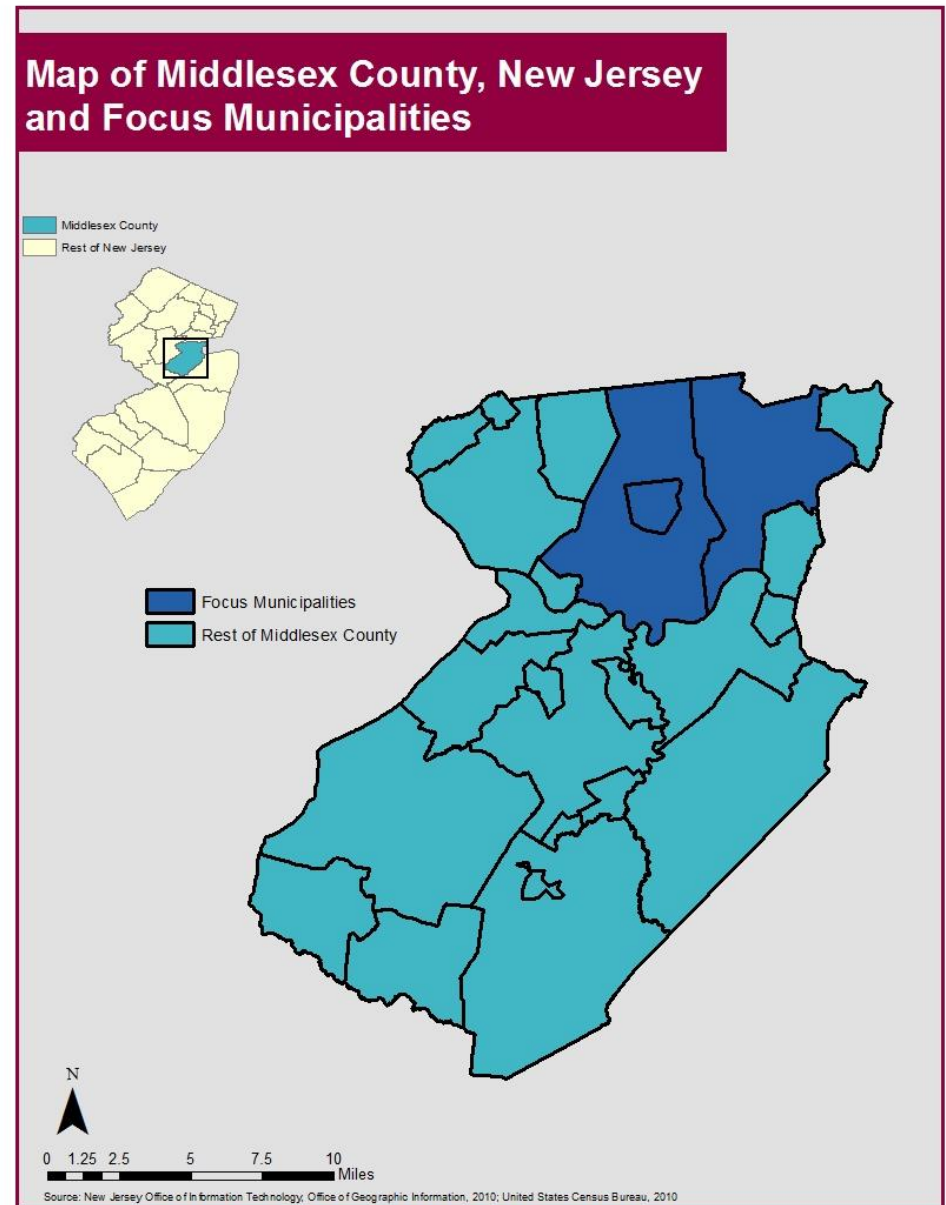 Map of Middlesex County, New Jersey
and Focus Municipalities
Middlesex County
Rest of New Jersey
Focus Municipalities
Rest of Middlesex County
N
0 1.25 2.5 5 7.5 10
Miles
Source: New Jersey Office of Information Technology, Office of Geographic Information, 2010; United States Census Bureau, 2010